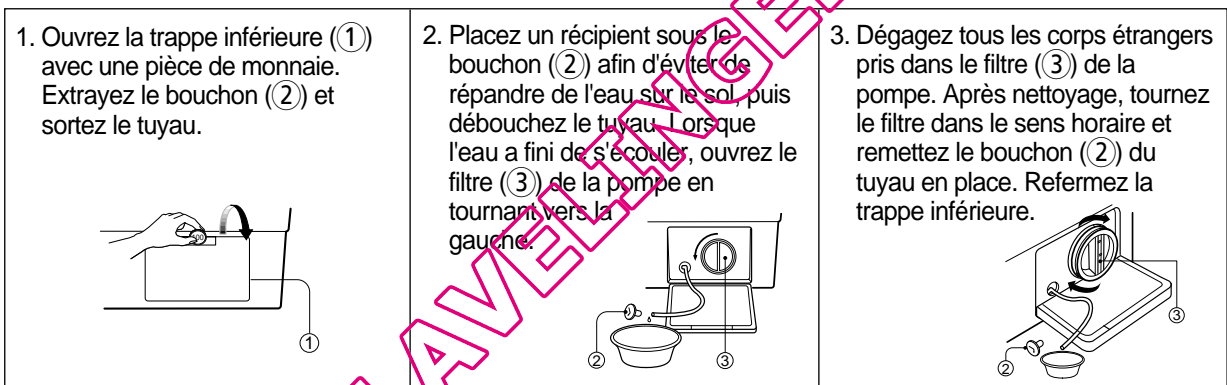 1. Ouvrez la trappe inférieure (①)
avec une pièce de monnaie.
Extrayez le bouchon (②) et
sortez le tuyau.
①
2. Placez un récipient sous le
bouchon (②) afin d'éviter de
répandre de l'eau sur le sol, puis
débouchez le tuyau. Lorsque
l'eau a fini de s'écouler, ouvrez le
filtre (③) de la pompe en
tournant vers la
gauche.
② ③
3. Dégagez tous les corps étrangers
pris dans le filtre (③) de la
pompe. Après nettoyage, tournez
le filtre dans le sens horaire et
remettez le bouchon (②) du
tuyau en place. Refermez la
trappe inférieure.
③
②
AVELINGE